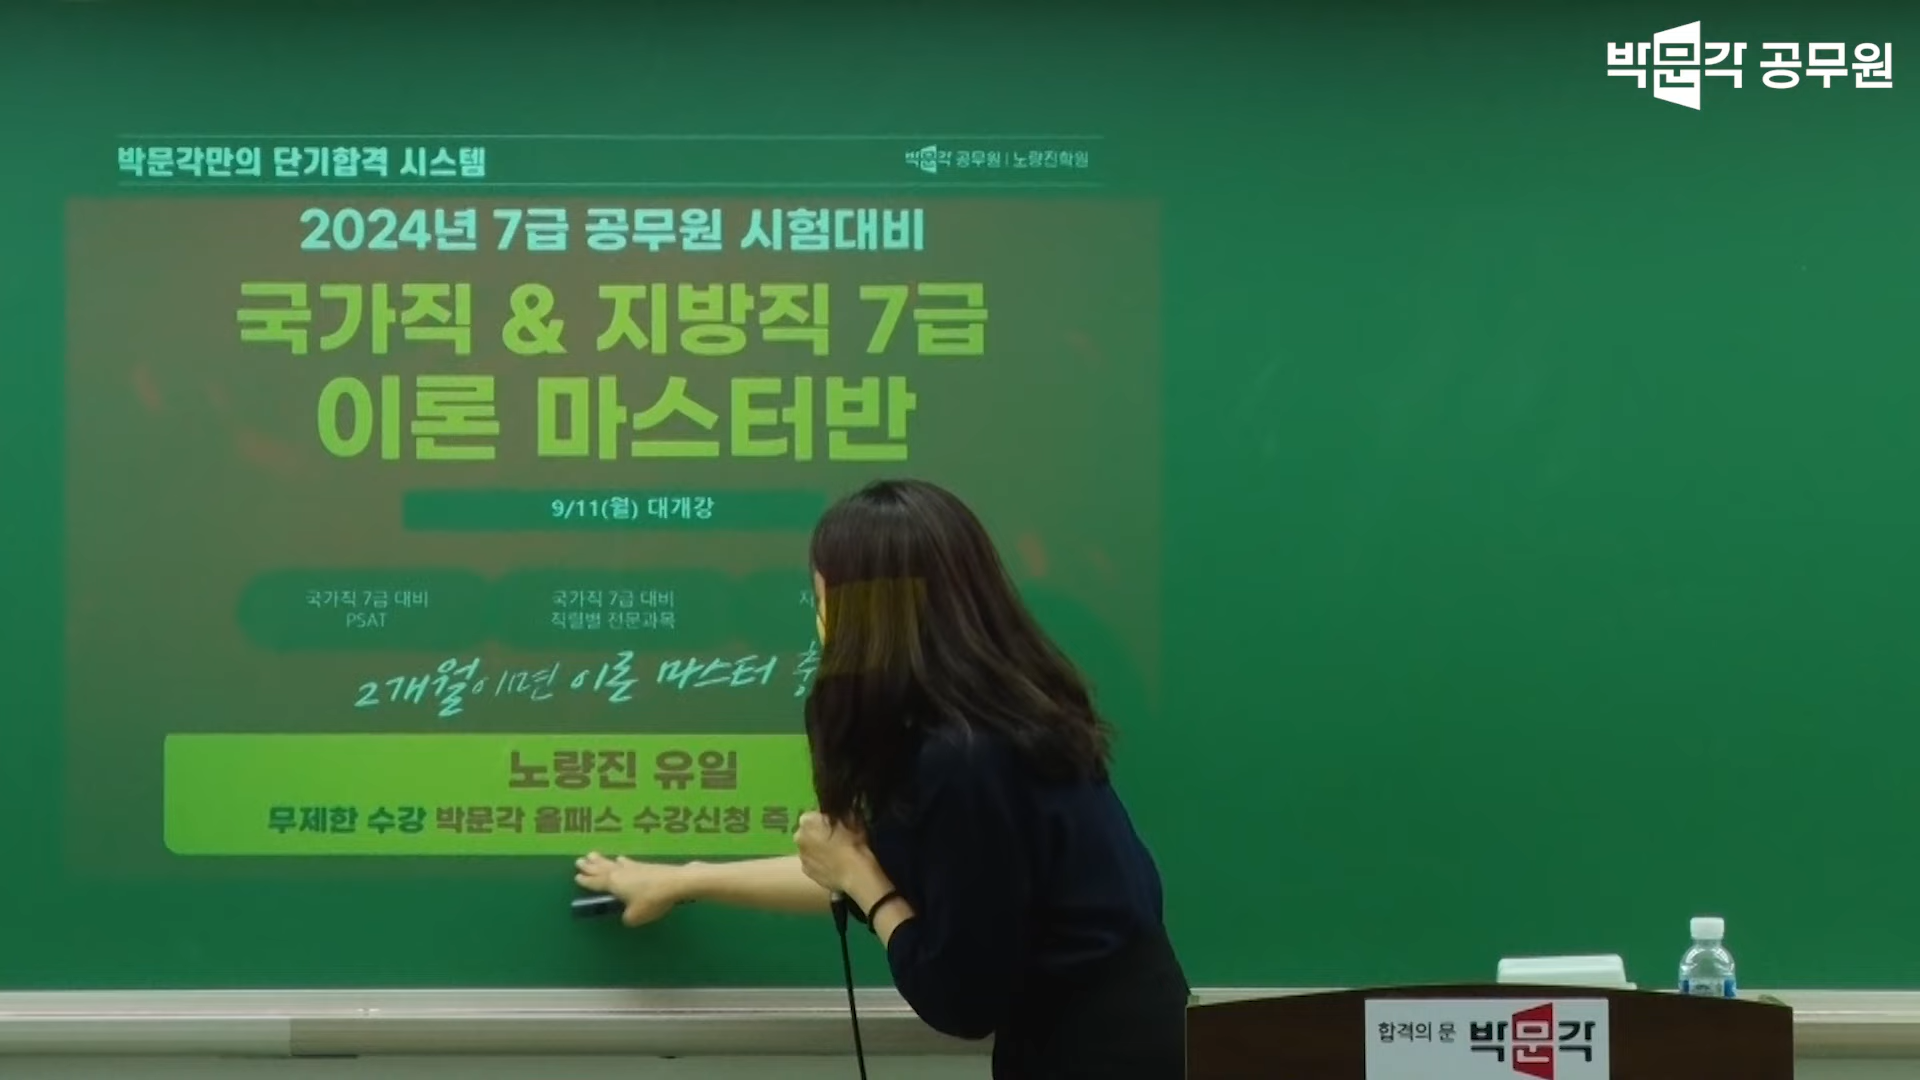 박문각 공무원
박문각만의 단기합격 시스템
박문각 공무원 | 노량진학원
2024년 7급 공무원 시험대비
국가직 & 지방직 7급
이론 마스터반
9/11(월) 대개강
국가직 7급 대비
PSAT
국가직 7급 대비
직렬별 전문과목
2개월이면 이론 마스터
노량진 유일
무제한 수강 박문각 올패스 수강신청
합격의 문 박문각